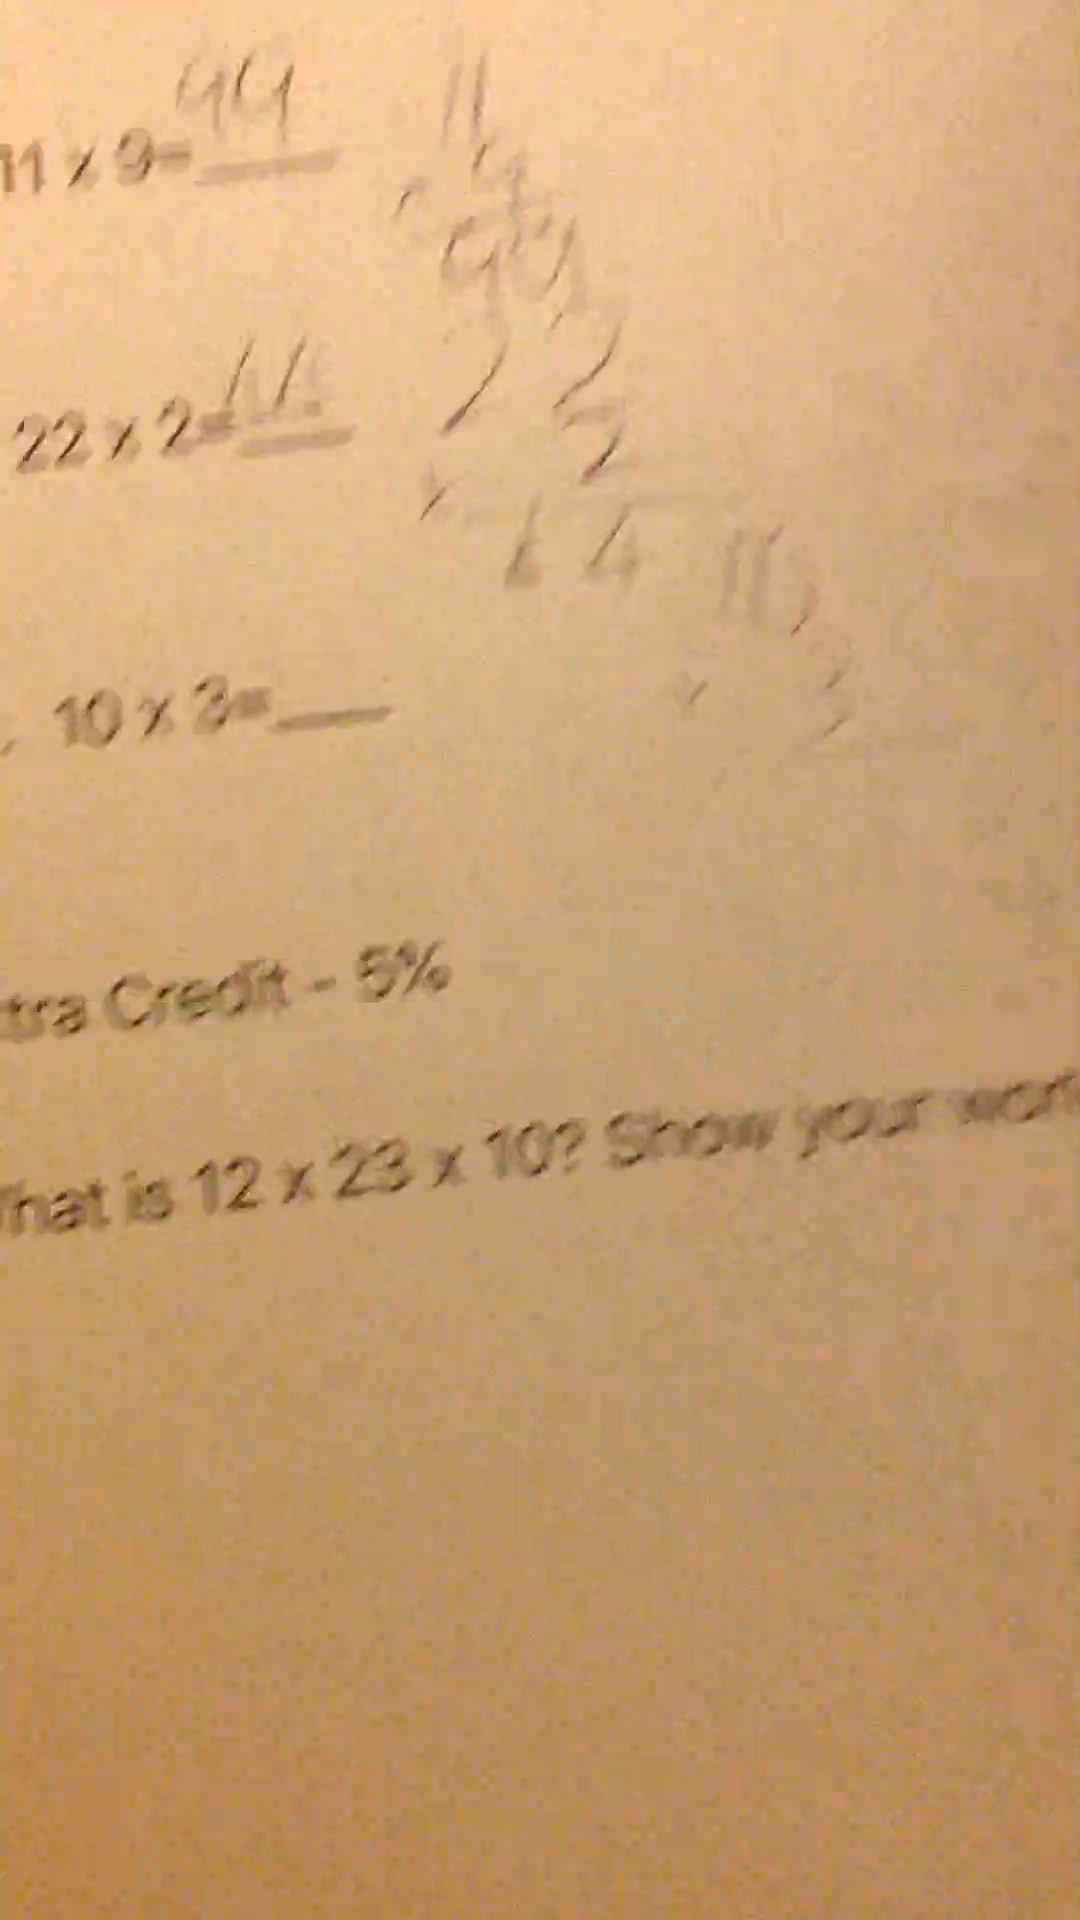 11 x 9= 99
11
x 9
99
22 x 2= 44
22
x 2
44
10 x 3=
10
x 3
tra Credit - 5%
hat is 12 x 23 x 10? Show your work